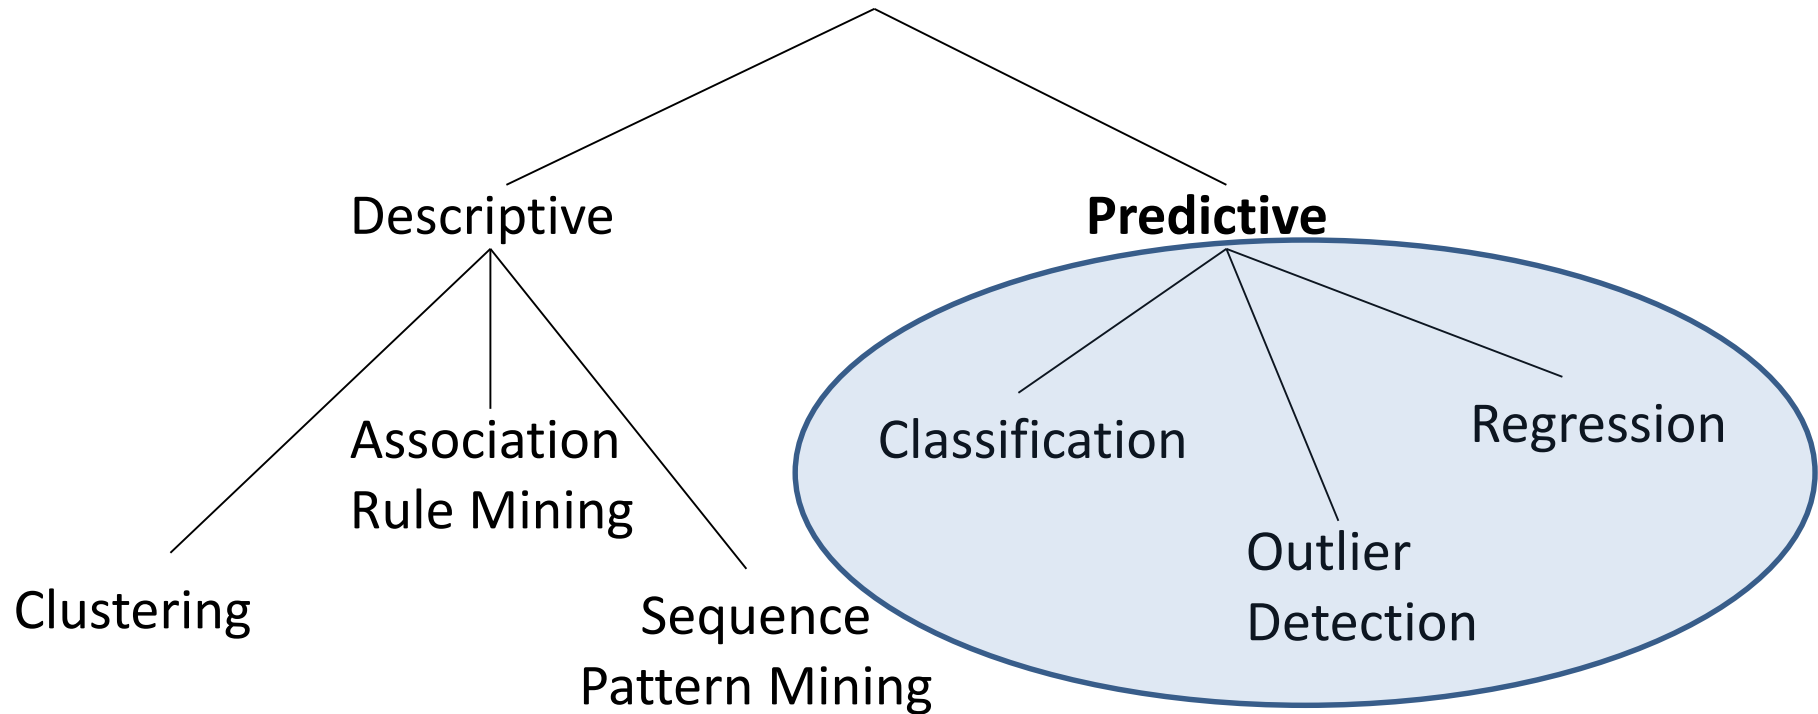 Descriptive
Predictive
Association
Rule Mining
Classification
Regression
Clustering
Sequence
Pattern Mining
Outlier
Detection